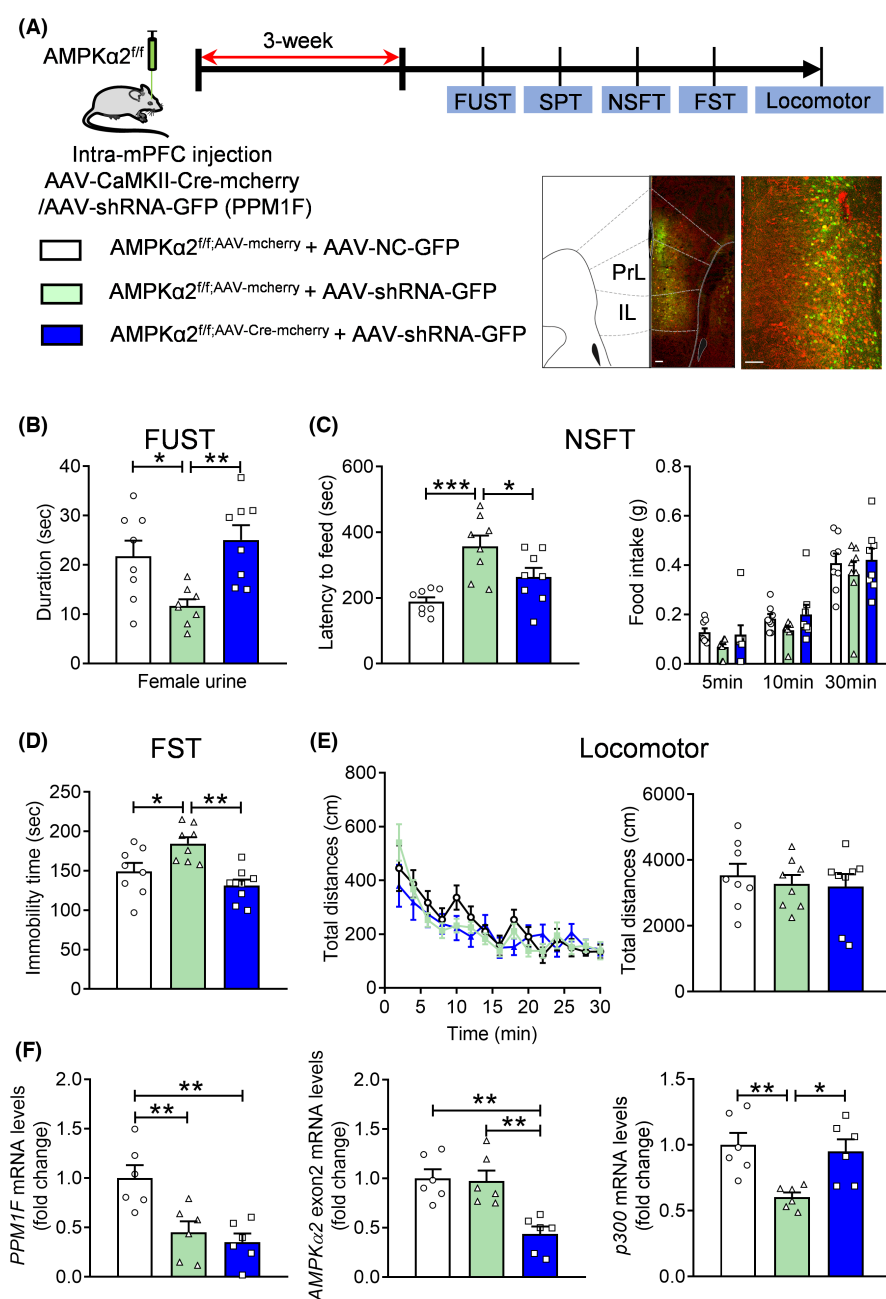 (A)
AMPKα2f/f
3-week
FUST SPT NSFT FST Locomotor
Intra-mPFC injection
AAV-CaMKII-Cre-mcherry
/AAV-shRNA-GFP (PPM1F)
AMPKα2f/f;AAV-mcherry + AAV-NC-GFP
AMPKα2f/f;AAV-mcherry + AAV-shRNA-GFP
AMPKα2f/f;AAV-Cre-mcherry + AAV-shRNA-GFP
PrL
IL
(B)
FUST
Duration (sec)
40
30
20
10
0
* **
Female urine
(C)
NSFT
Latency to feed (sec)
600
400
200
0
*** *
Food intake (g)
0.8
0.6
0.4
0.2
0.0
5min 10min 30min
(D)
FST
Immobility time (sec)
250
200
150
100
50
0
* **
(E)
Locomotor
Total distances (cm)
800
600
400
200
0
0 5 10 15 20 25 30
Time (min)
Total distances (cm)
6000
4000
2000
0
(F)
PPM1F mRNA levels
(fold change)
2.0
1.5
1.0
0.5
0.0
**
**
AMPKα2 exon2 mRNA levels
(fold change)
2.0
1.5
1.0
0.5
0.0
**
**
p300 mRNA levels
(fold change)
1.5
1.0
0.5
0.0
** *